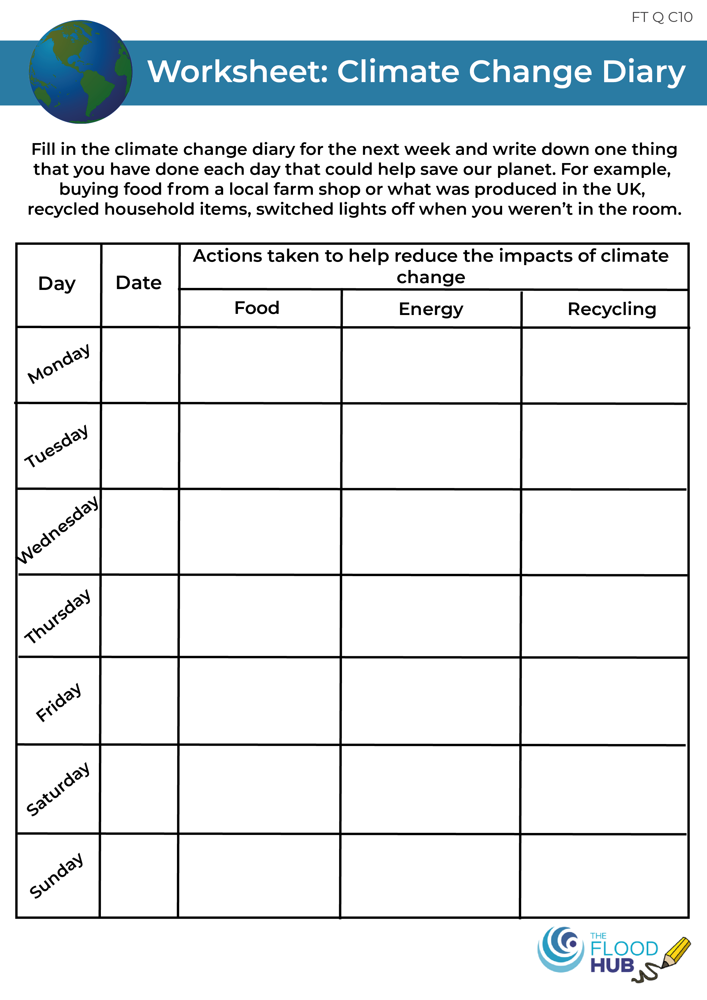 FT Q C10
Worksheet: Climate Change Diary
Fill in the climate change diary for the next week and write down one thing
that you have done each day that could help save our planet. For example,
buying food from a local farm shop or what was produced in the UK,
recycled household items, switched lights off when you weren’t in the room.
Day
Date
Actions taken to help reduce the impacts of climate
change
Food
Energy
Recycling
Monday
Tuesday
Wednesday
Thursday
Friday
Saturday
Sunday
THE
FLOOD
HUB